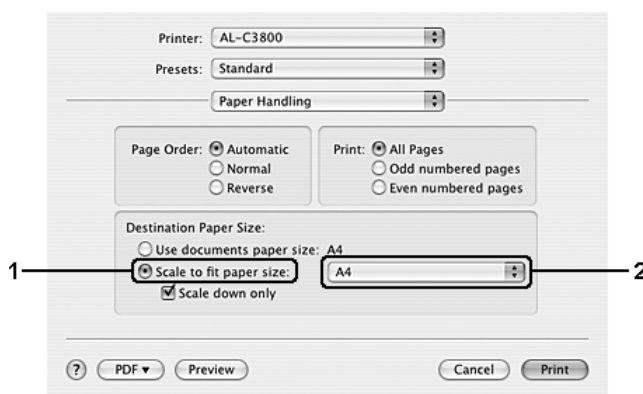 Printer: AL-C3800
Presets: Standard
Paper Handling
Page Order: Automatic Print: All Pages
Normal Odd numbered pages
Reverse Even numbered pages
Destination Paper Size:
Use documents paper size: A4
1 Scale to fit paper size: A4 2
Scale down only
? PDF Preview Cancel Print